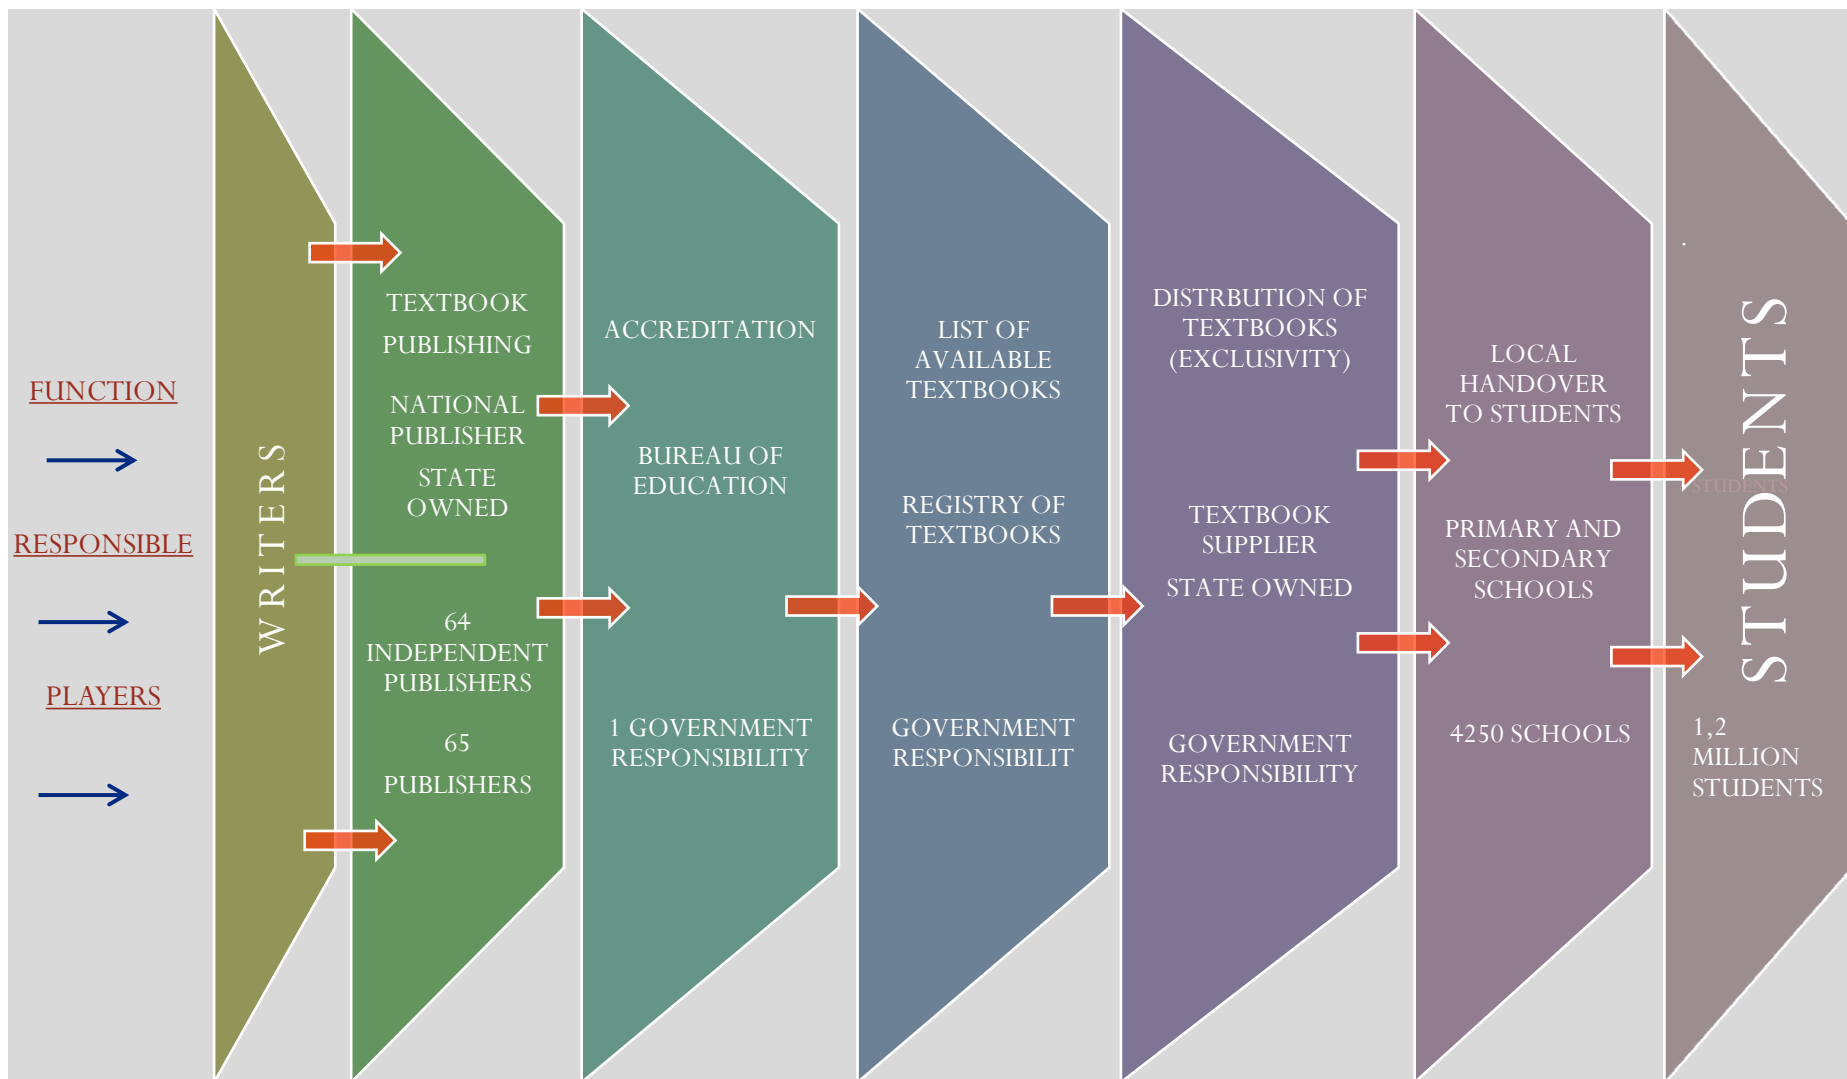 FUNCTION
RESPONSIBLE
PLAYERS
WRITERS
TEXTBOOK
PUBLISHING
NATIONAL
PUBLISHER
STATE
OWNED
64
INDEPENDENT
PUBLISHERS
65
PUBLISHERS
ACCREDITATION
BUREAU OF
EDUCATION
1 GOVERNMENT
RESPONSIBILITY
LIST OF
AVAILABLE
TEXTBOOKS
REGISTRY OF
TEXTBOOKS
GOVERNMENT
RESPONSIBILIT
DISTRBUTION OF
TEXTBOOKS
(EXCLUSIVITY)
TEXTBOOK
SUPPLIER
STATE OWNED
GOVERNMENT
RESPONSIBILITY
LOCAL
HANDOVER
TO STUDENTS
PRIMARY AND
SECONDARY
SCHOOLS
4250 SCHOOLS
.
STUDENTS
STUDENTS
1,2
MILLION
STUDENTS